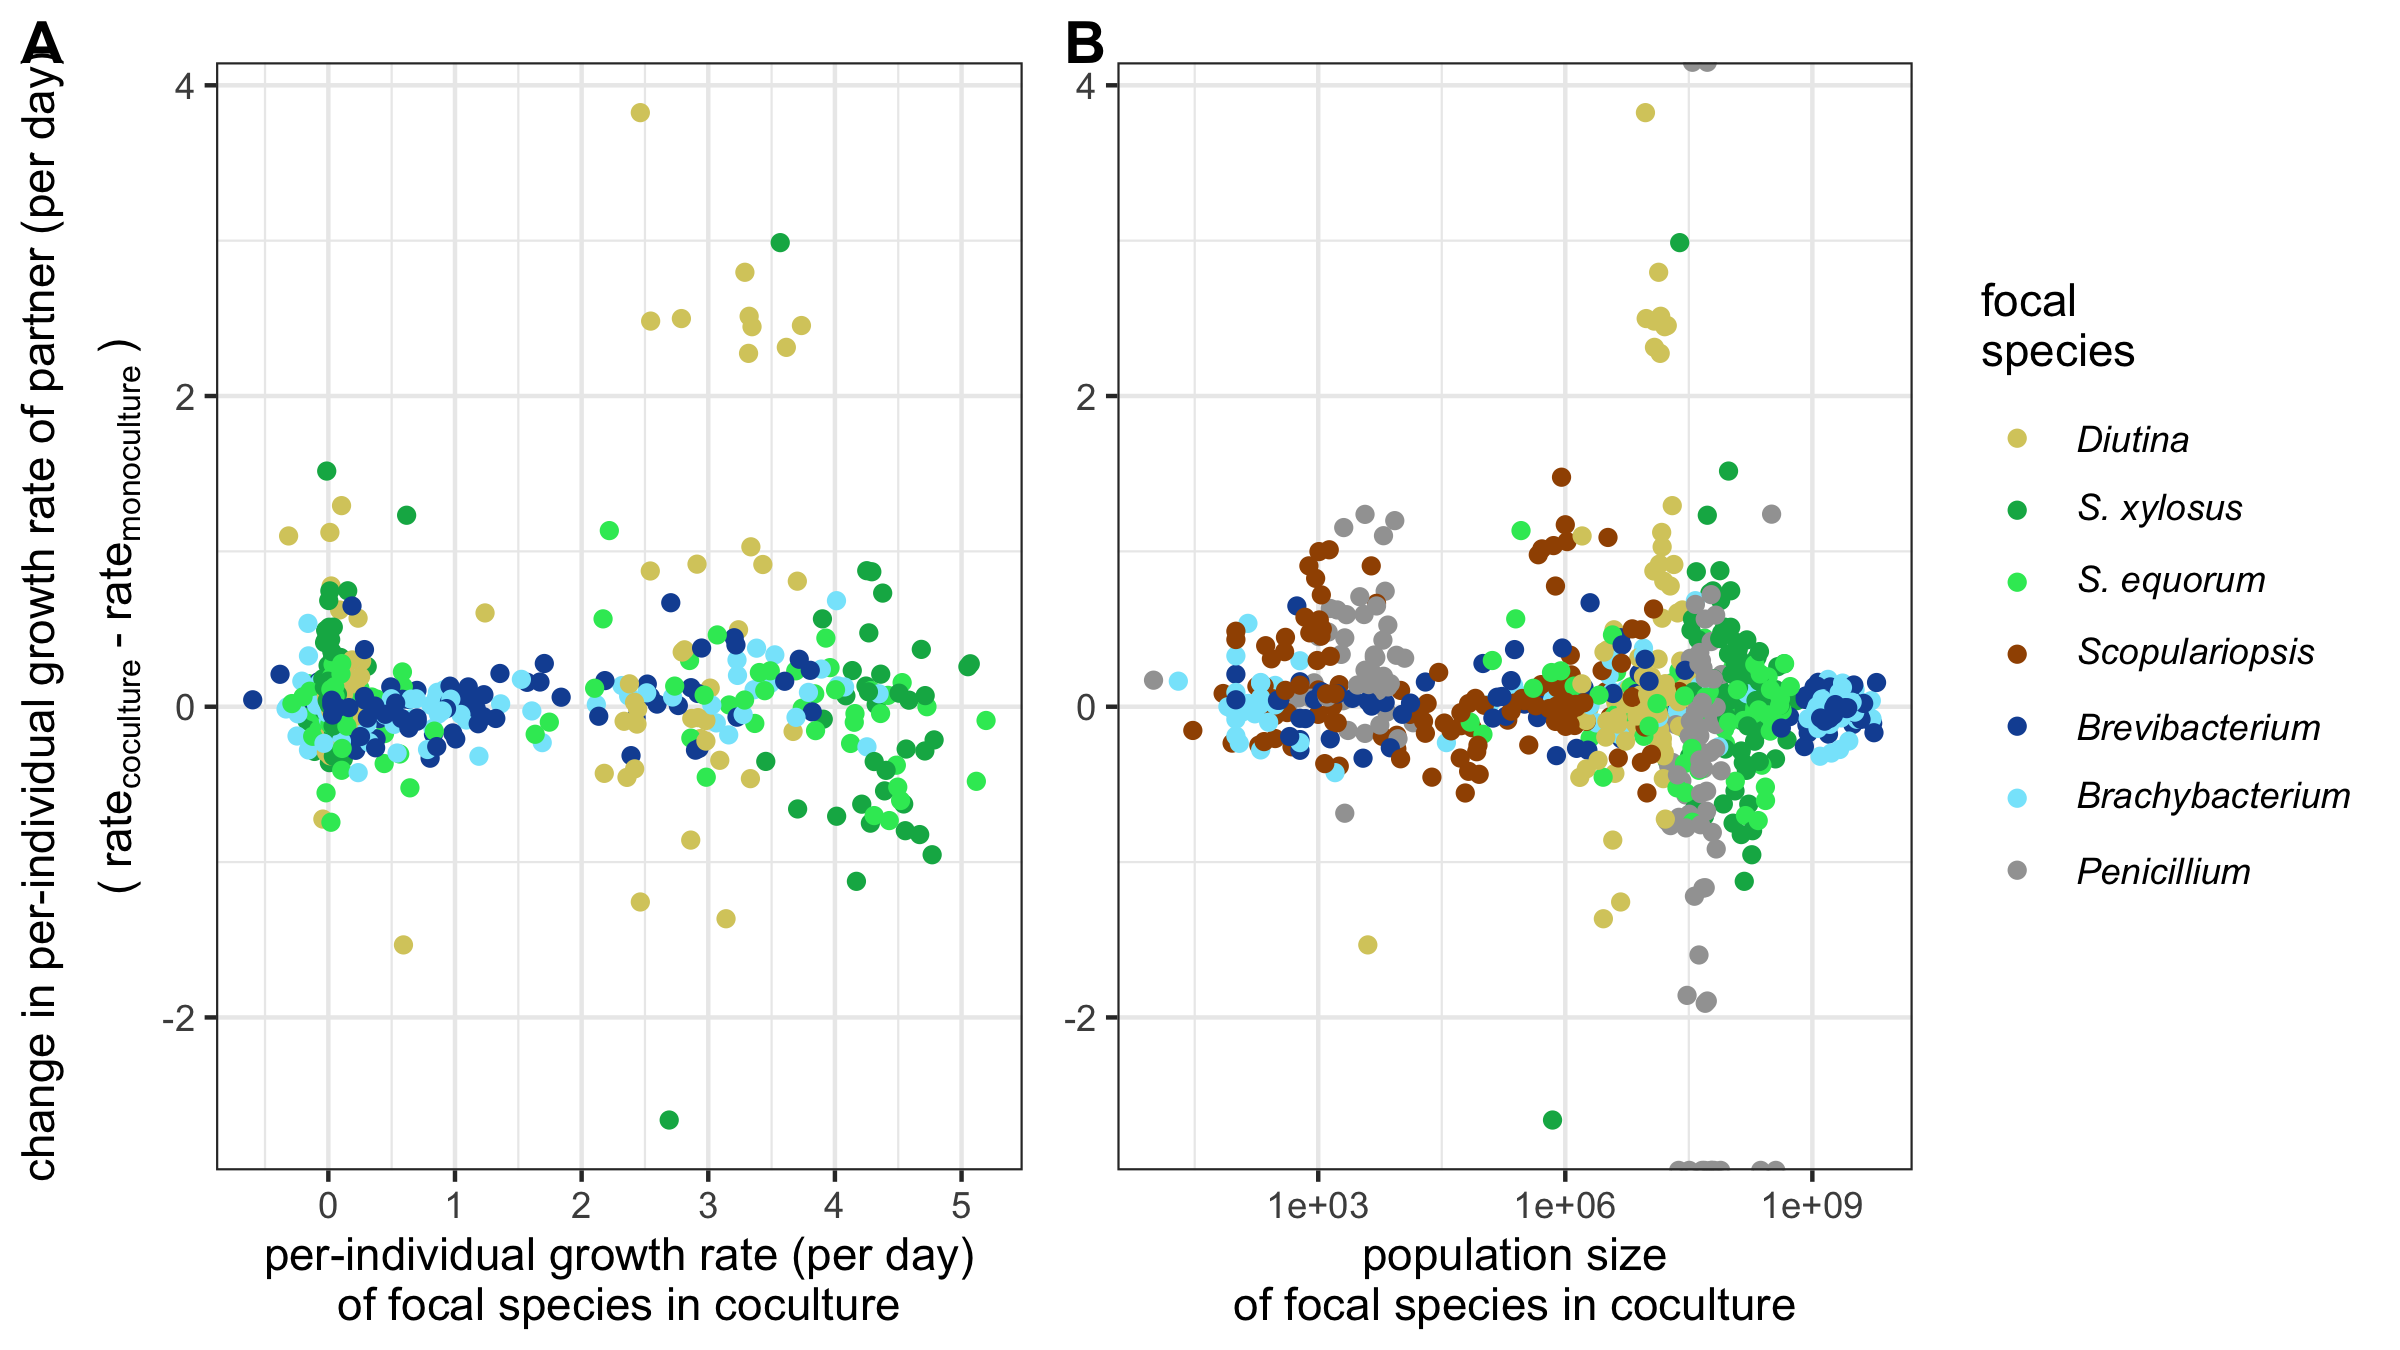 A
B
change in per-individual growth rate of partner (per day)
( rate_coculture - rate_monoculture )
4
2
0
-2
0 1 2 3 4 5
per-individual growth rate (per day)
of focal species in coculture
4
2
0
-2
1e+03 1e+06 1e+09
population size
of focal species in coculture
focal
species
Diutina
S. xylosus
S. equorum
Scopulariopsis
Brevibacterium
Brachybacterium
Penicillium